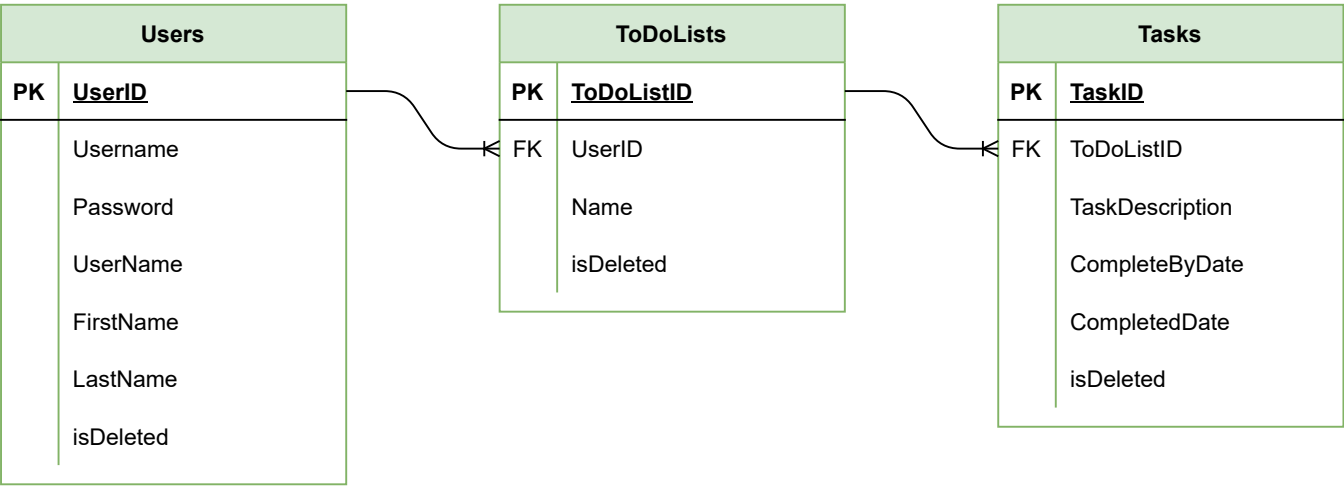 Users
PK UserID
Username
Password
UserName
FirstName
LastName
isDeleted
ToDoLists
PK ToDoListID
FK UserID
Name
isDeleted
Tasks
PK TaskID
FK ToDoListID
TaskDescription
CompleteByDate
CompletedDate
isDeleted